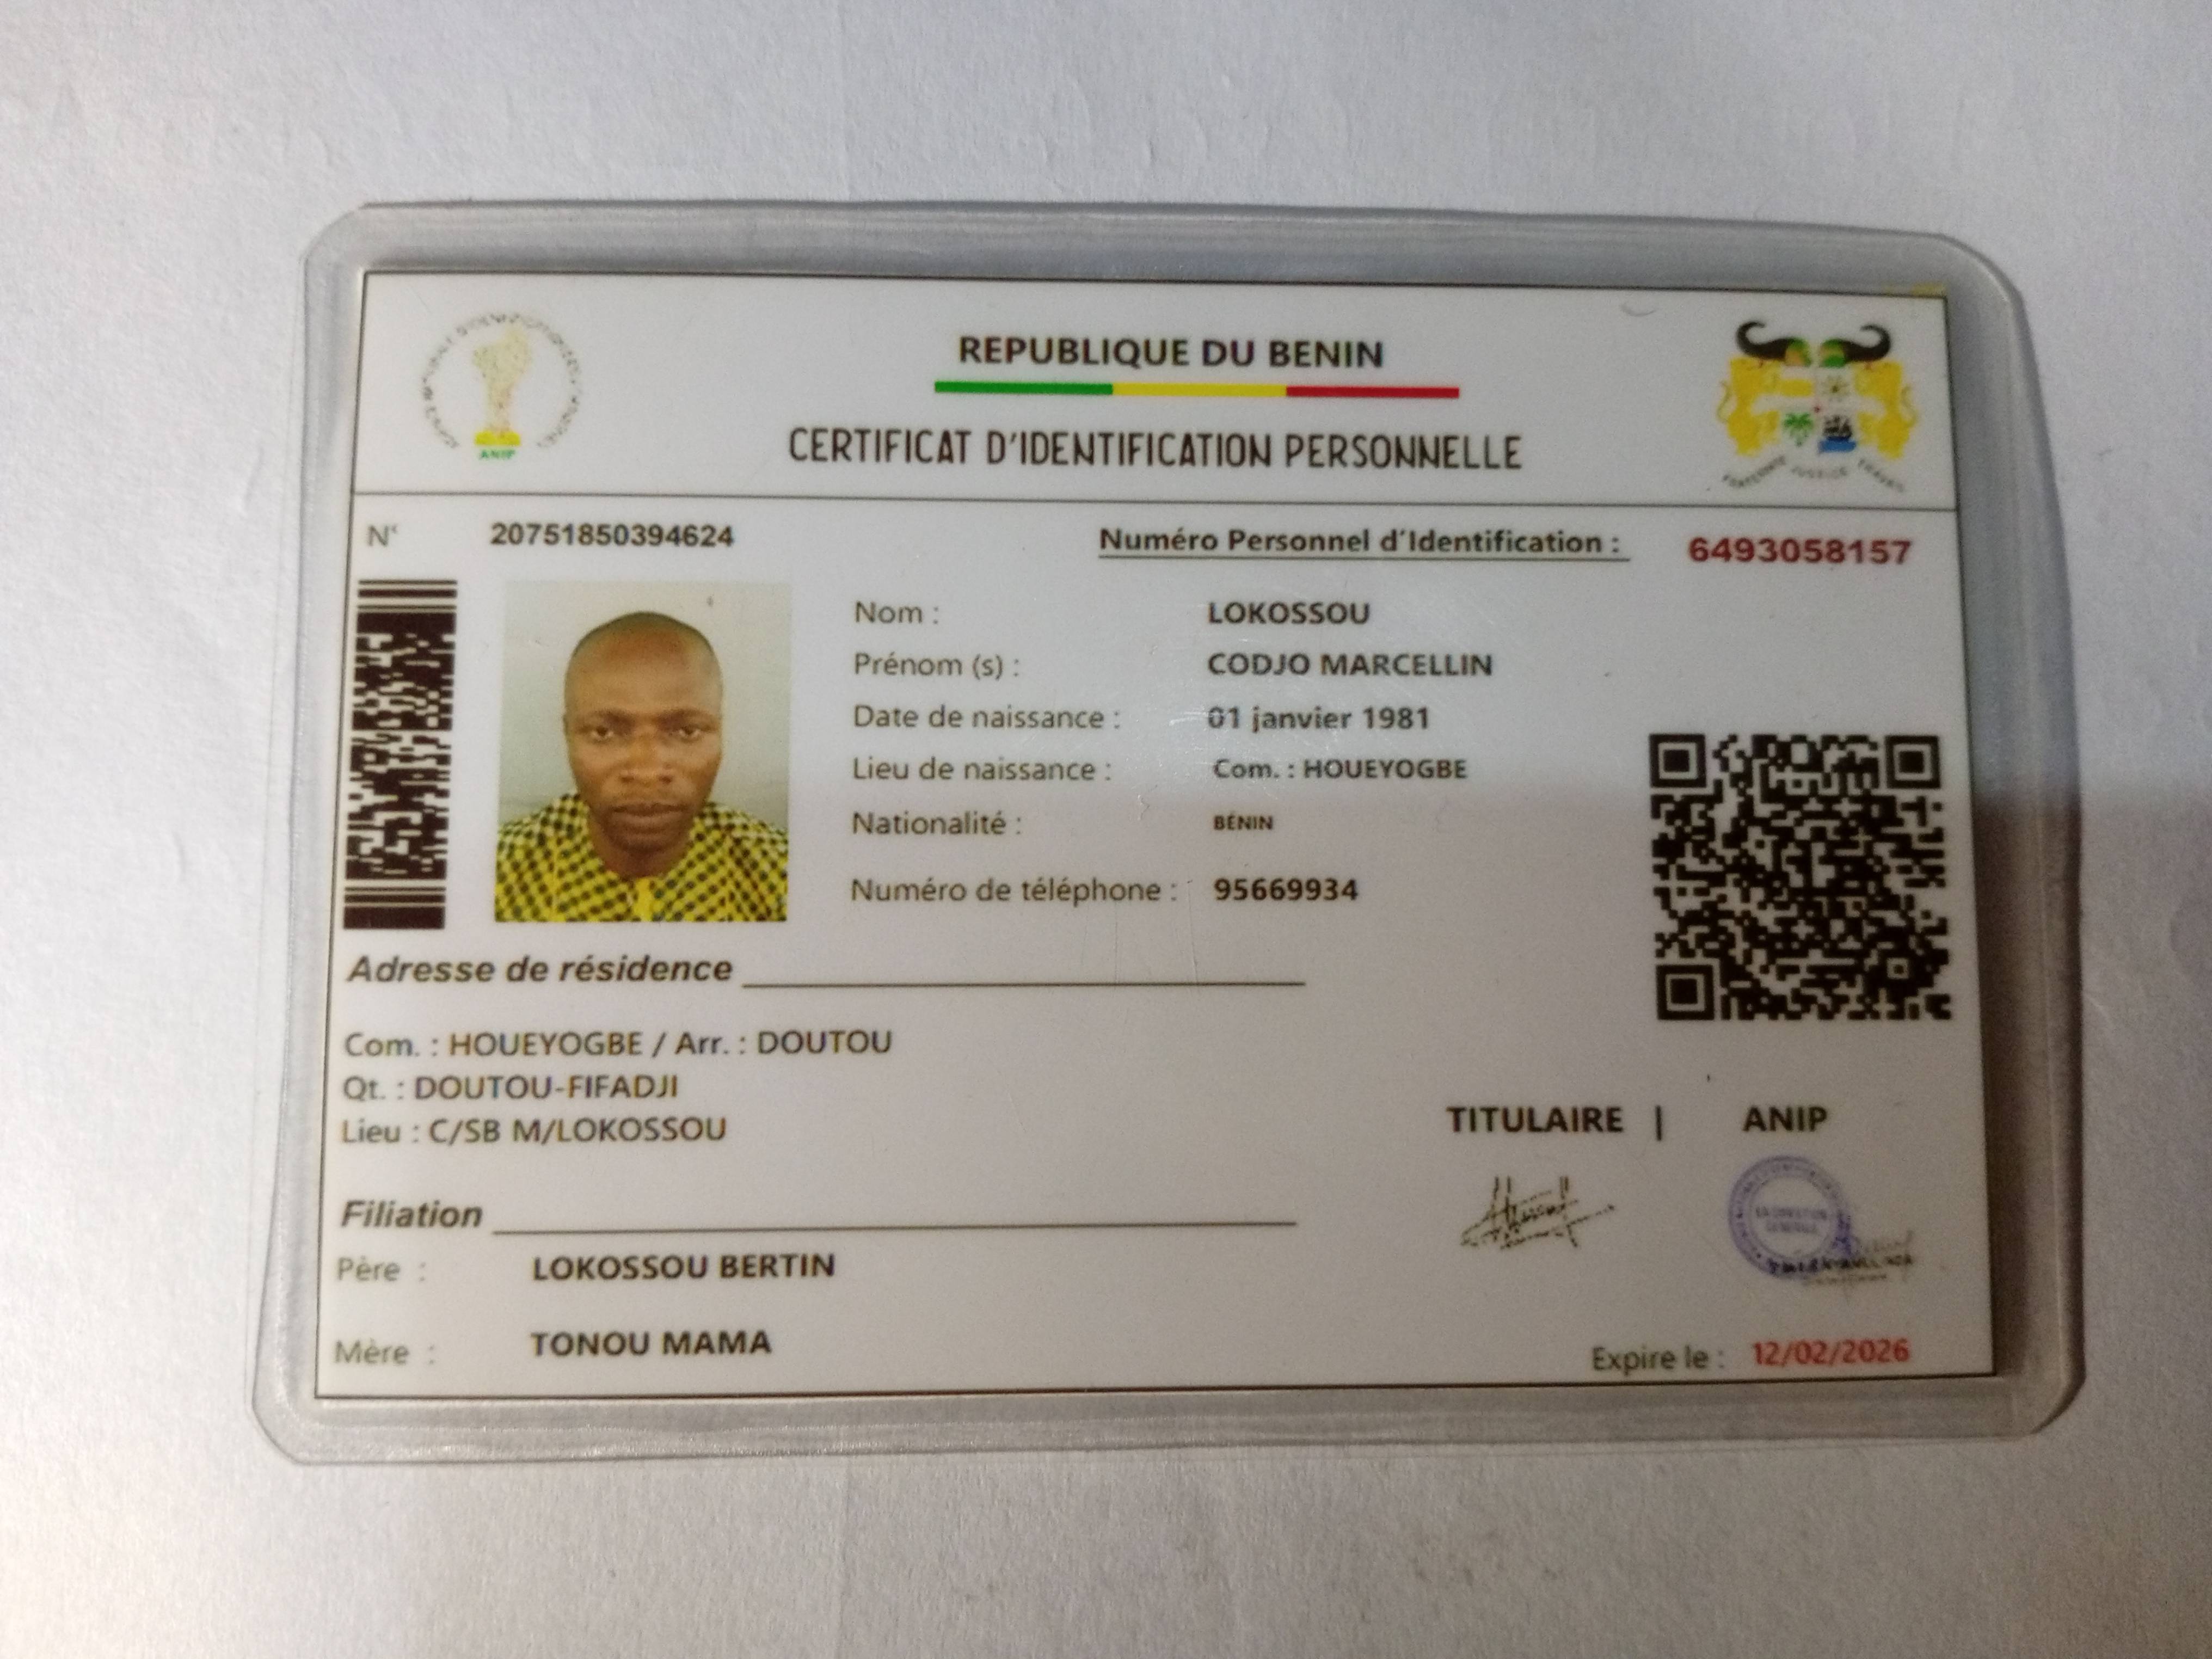 REPUBLIQUE DU BENIN
CERTIFICAT D'IDENTIFICATION PERSONNELLE
ANIP
FRATERNITE JUSTICE TRAVAIL
N° 20751850394624
Numéro Personnel d'Identification : 6493058157
Nom : LOKOSSOU
Prénom (s) : CODJO MARCELLIN
Date de naissance : 01 janvier 1981
Lieu de naissance : Com. : HOUEYOGBE
Nationalité : BÉNIN
Numéro de téléphone : 95669934
Adresse de résidence
Com. : HOUEYOGBE / Arr. : DOUTOU
Qt. : DOUTOU-FIFADJI
Lieu : C/SB M/LOKOSSOU
TITULAIRE | ANIP
LA DIRECTION
GENERALE
Filiation
Père : LOKOSSOU BERTIN
Mère : TONOU MAMA
Expire le : 12/02/2026